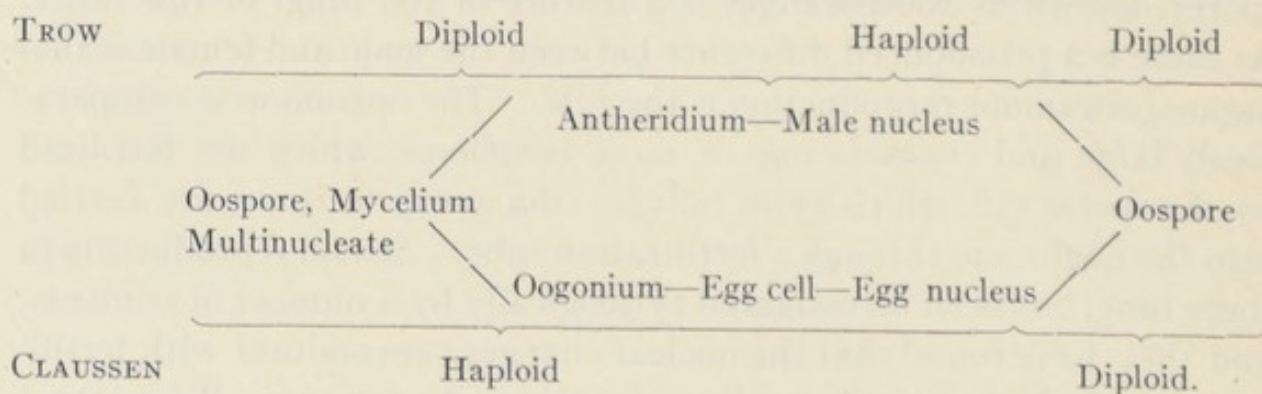 TROW Diploid Haploid Diploid
Antheridium—Male nucleus
Oospore, Mycelium
Multinucleate
Oospore
Oogonium—Egg cell—Egg nucleus
CLAUSSEN Haploid Diploid.